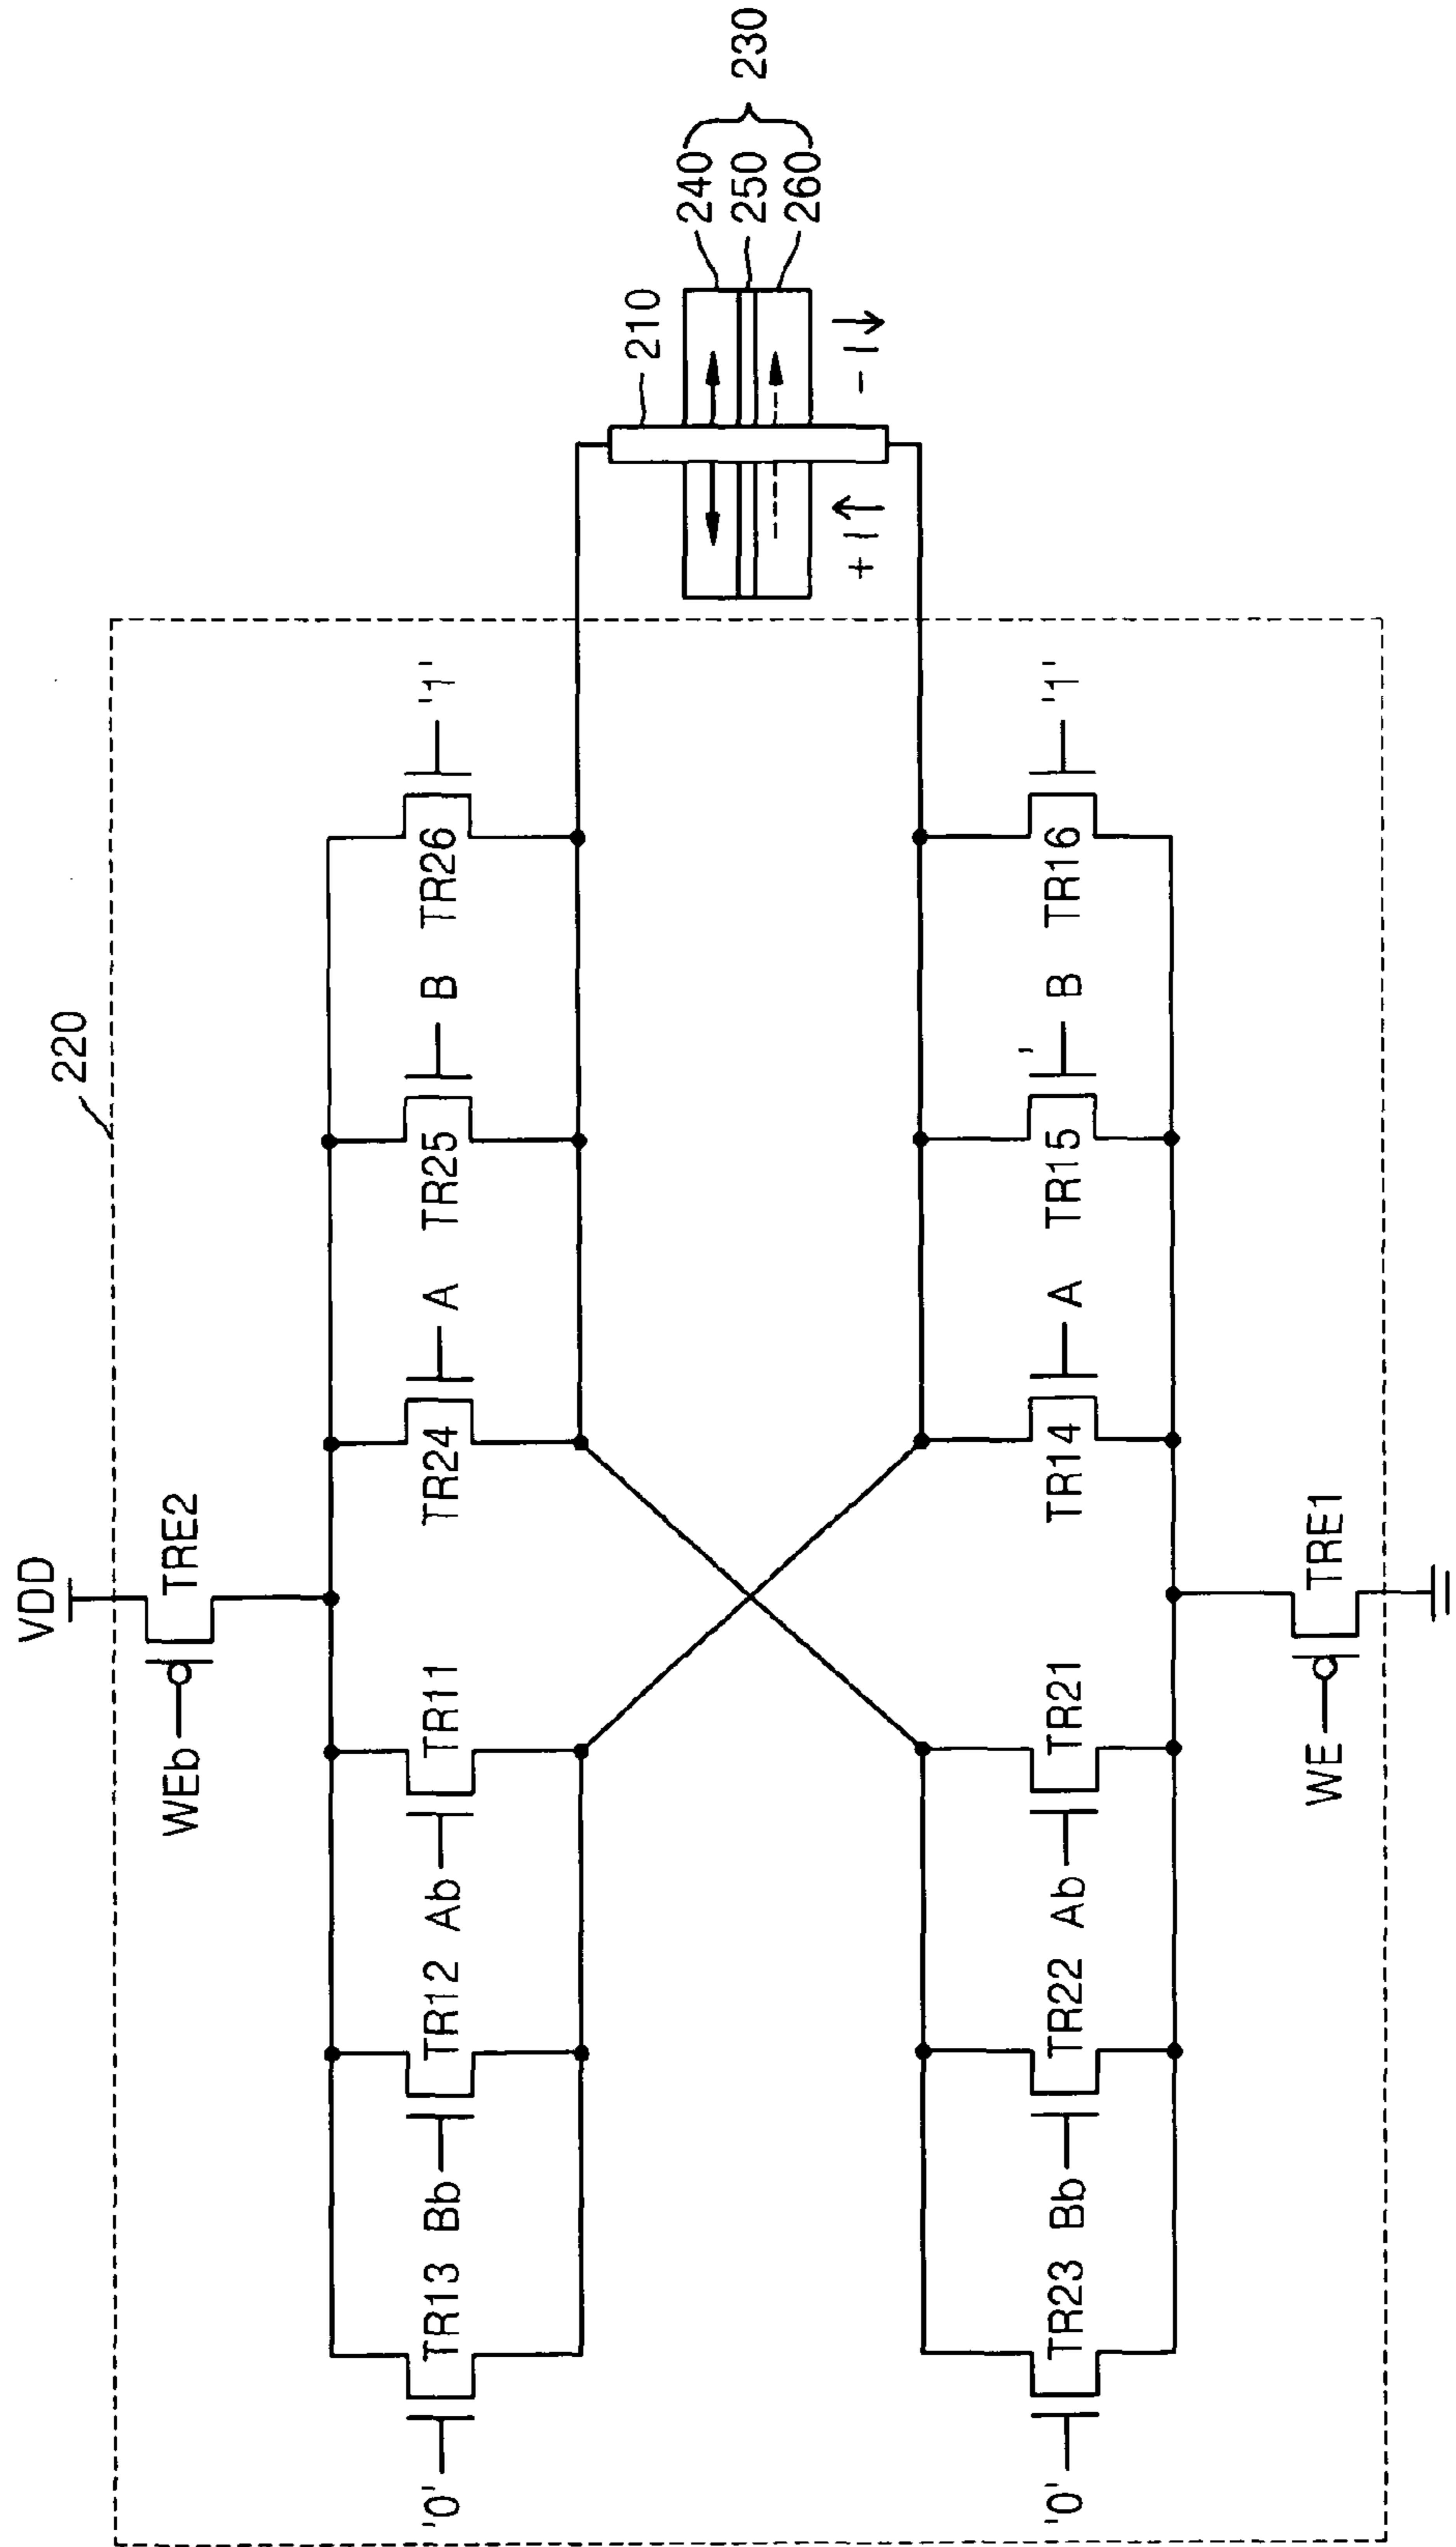 VDD
220
WEb TRE2
'0' TR13 Bb TR12 Ab TR11 TR24 A TR25 B TR26 '1'
210
240
250 230
260
+I -I
'0' TR23 Bb TR22 Ab TR21 TR14 A TR15 B TR16 '1'
WE TRE1